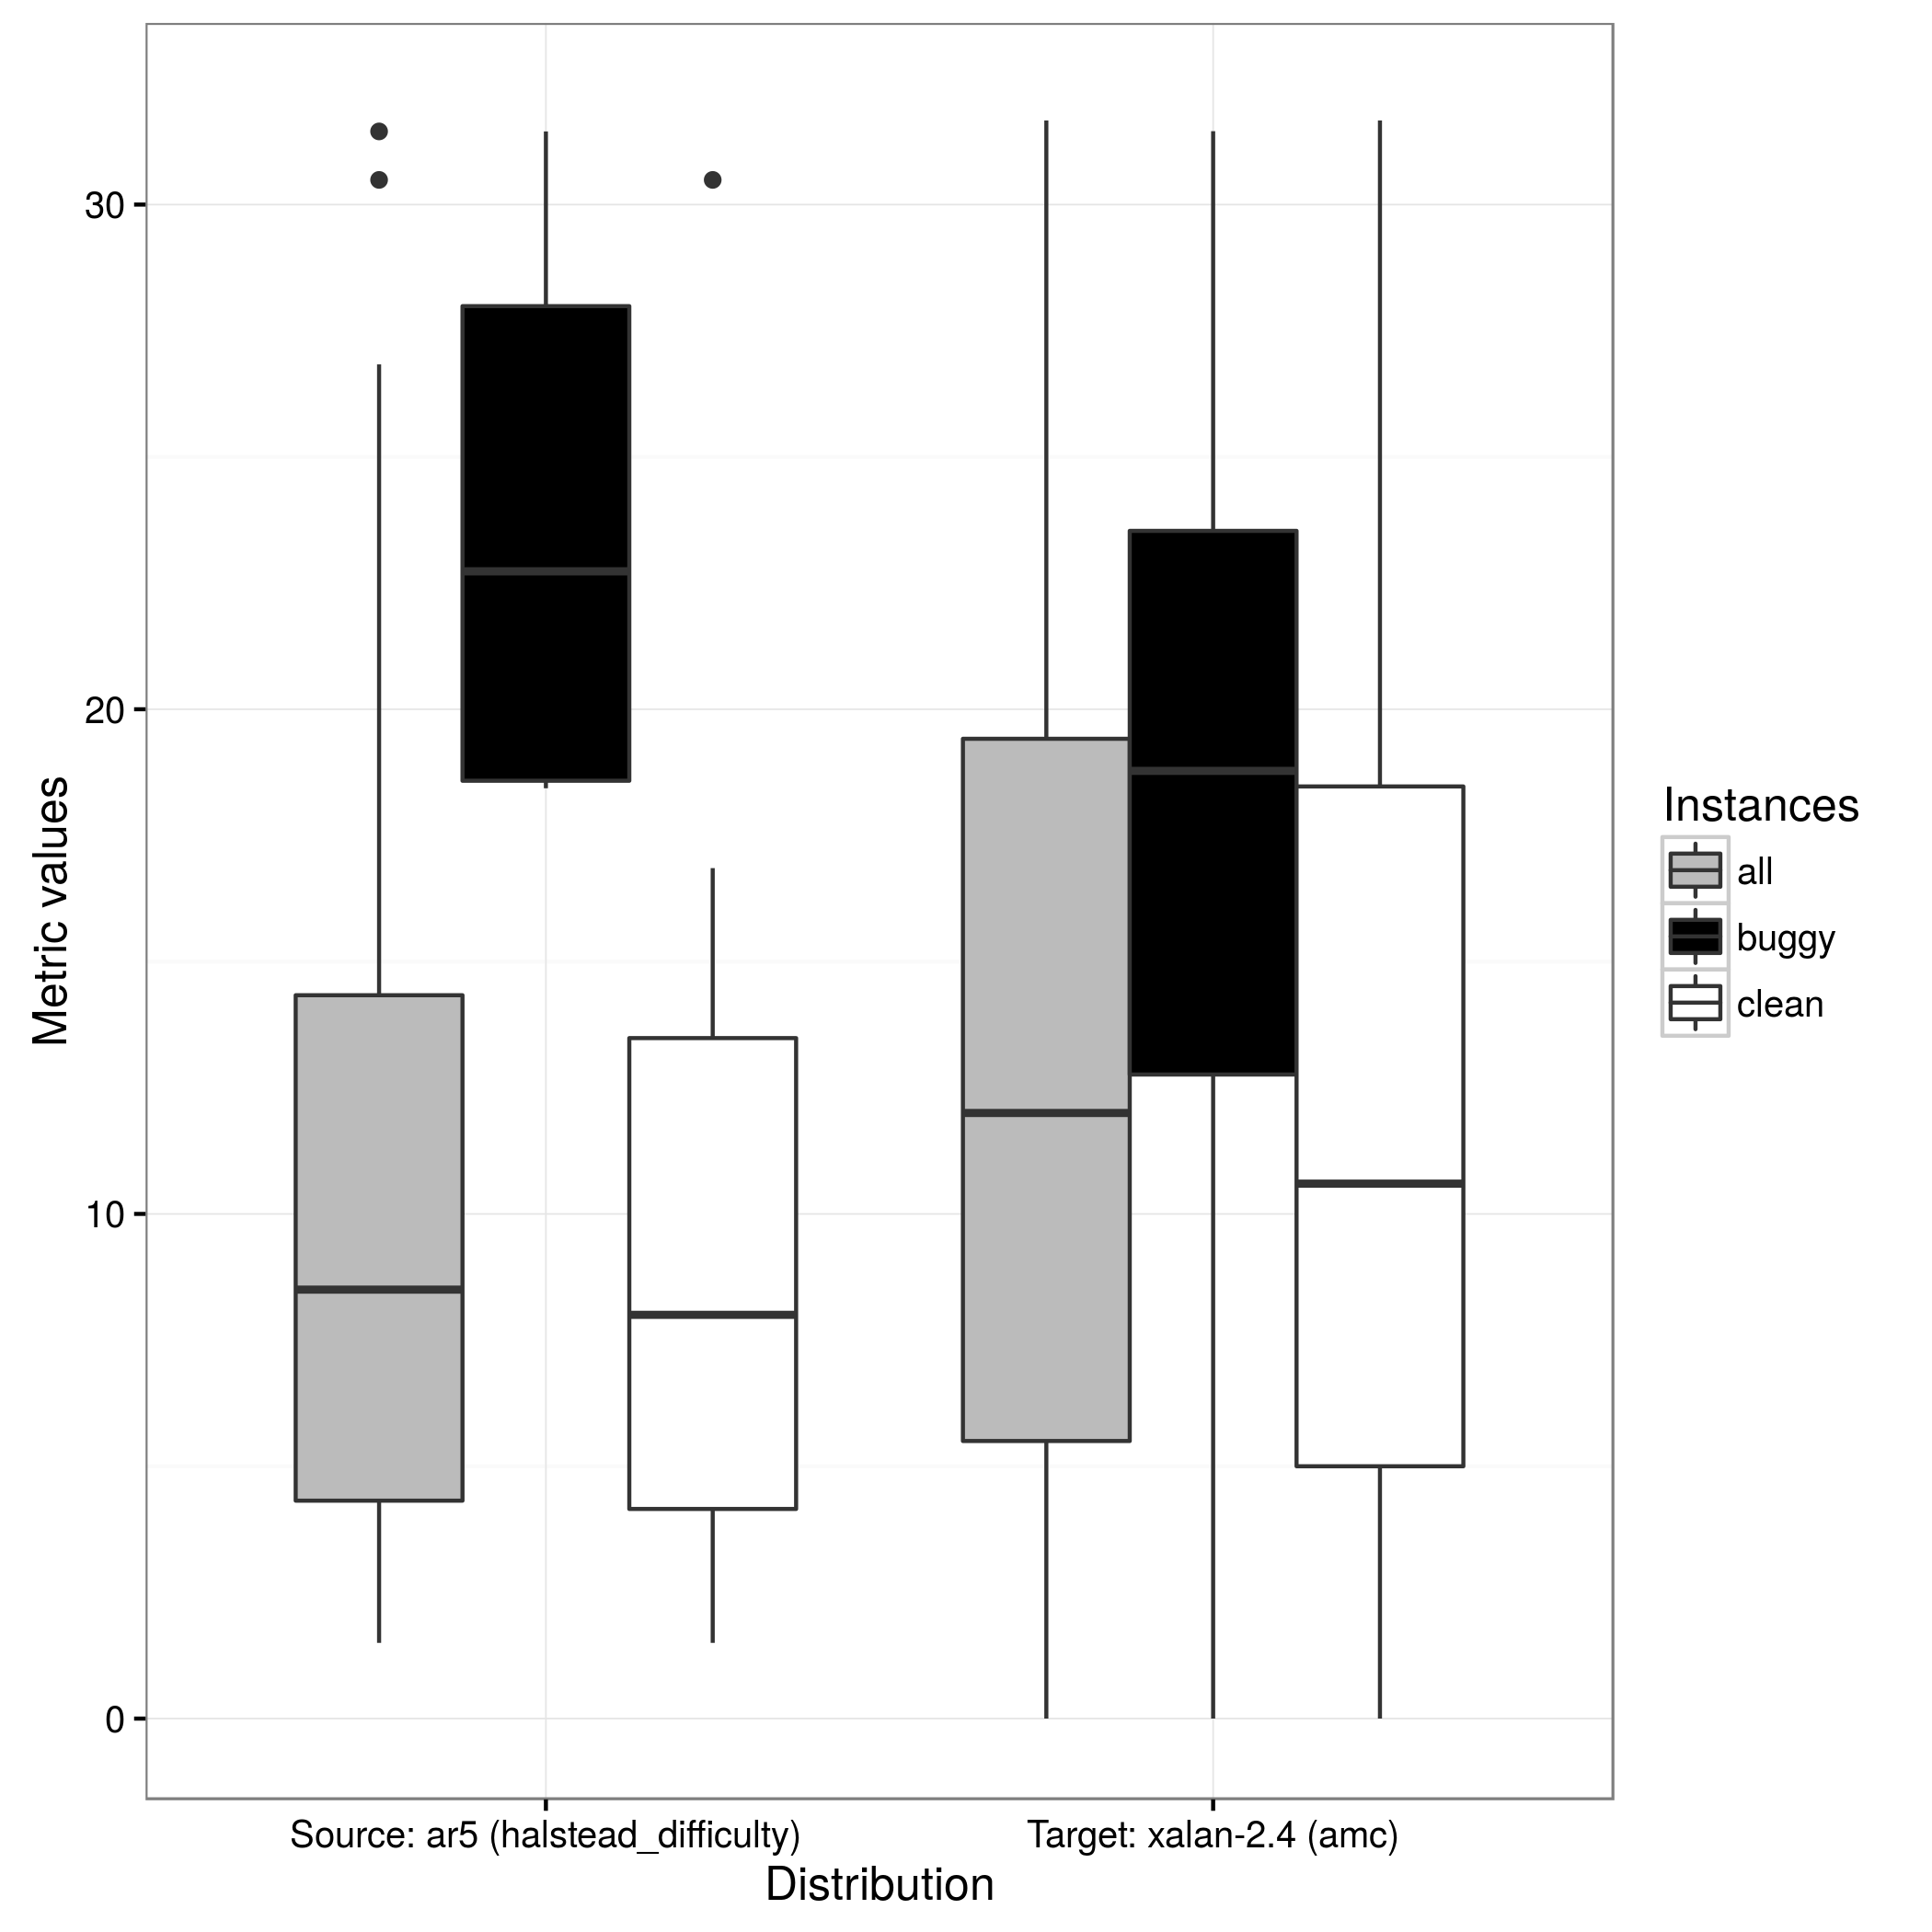 30
20
10
0
Metric values
Source: ar5 (halstead_difficulty)
Target: xalan-2.4 (amc)
Distribution
Instances
all
buggy
clean